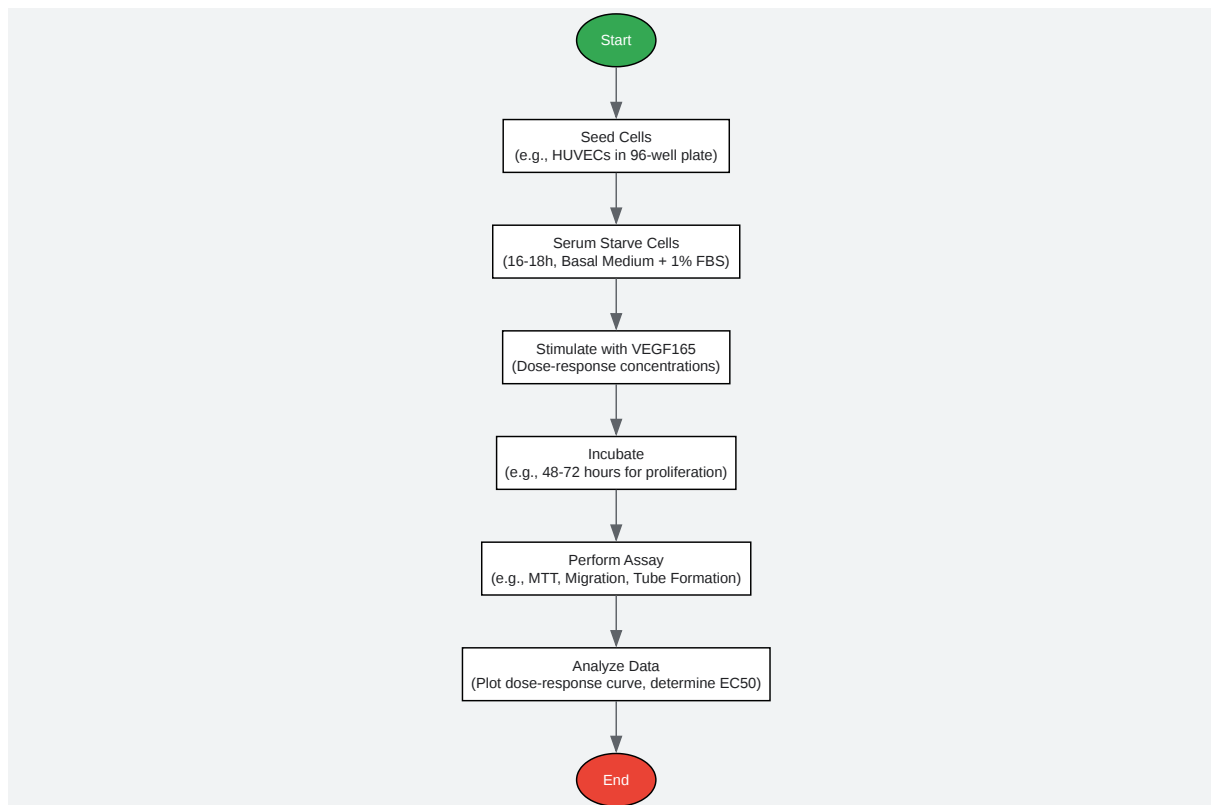 Start
Seed Cells
(e.g., HUVECs in 96-well plate)
Serum Starve Cells
(16-18h, Basal Medium + 1% FBS)
Stimulate with VEGF165
(Dose-response concentrations)
Incubate
(e.g., 48-72 hours for proliferation)
Perform Assay
(e.g., MTT, Migration, Tube Formation)
Analyze Data
(Plot dose-response curve, determine EC50)
End